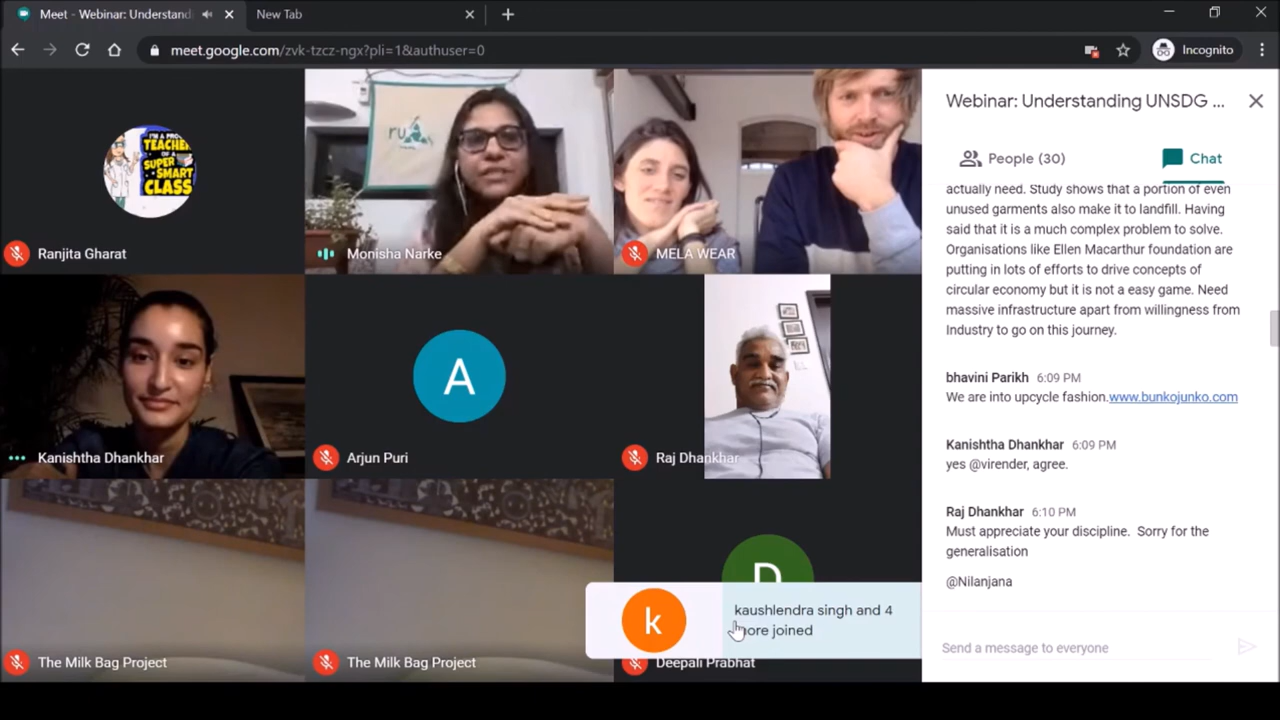 Meet - Webinar: Understandi
New Tab
meet.google.com/zvk-tzcz-ngx?pli=1&authuser=0
Incognito
I'M A PRO
TEACHER
OF A
SUPER
SMART
CLASS
Ranjita Gharat
Monisha Narke
MELA WEAR
Kanishtha Dhankhar
A
Arjun Puri
Raj Dhankhar
The Milk Bag Project
The Milk Bag Project
D
Deepali Prabhat
k
kaushlendra singh and 4
more joined
Webinar: Understanding UNSDG ...
People (30)
Chat
actually need. Study shows that a portion of even
unused garments also make it to landfill. Having
said that it is a much complex problem to solve.
Organisations like Ellen Macarthur foundation are
putting in lots of efforts to drive concepts of
circular economy but it is not a easy game. Need
massive infrastructure apart from willingness from
Industry to go on this journey.
bhavini Parikh 6:09 PM
We are into upcycle fashion.www.bunkojunko.com
Kanishtha Dhankhar 6:09 PM
yes @virender, agree.
Raj Dhankhar 6:10 PM
Must appreciate your discipline. Sorry for the
generalisation
@Nilanjana
Send a message to everyone